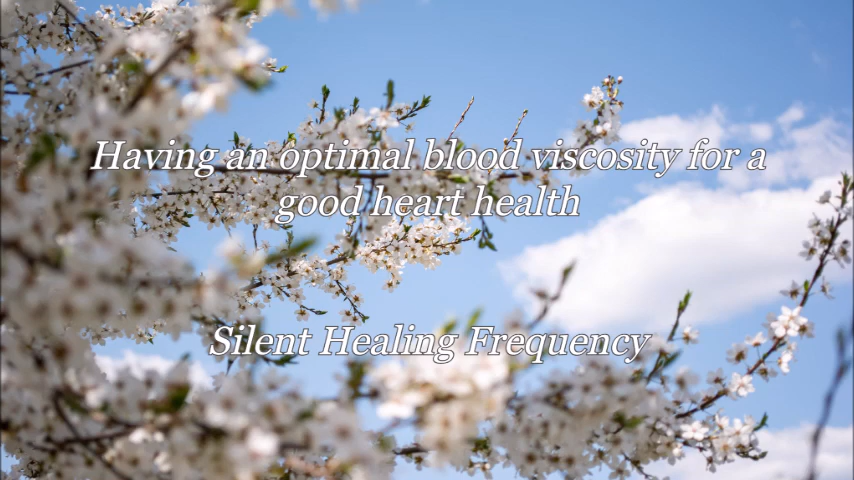 Having an optimal blood viscosity for a
good heart health
Silent Healing Frequency